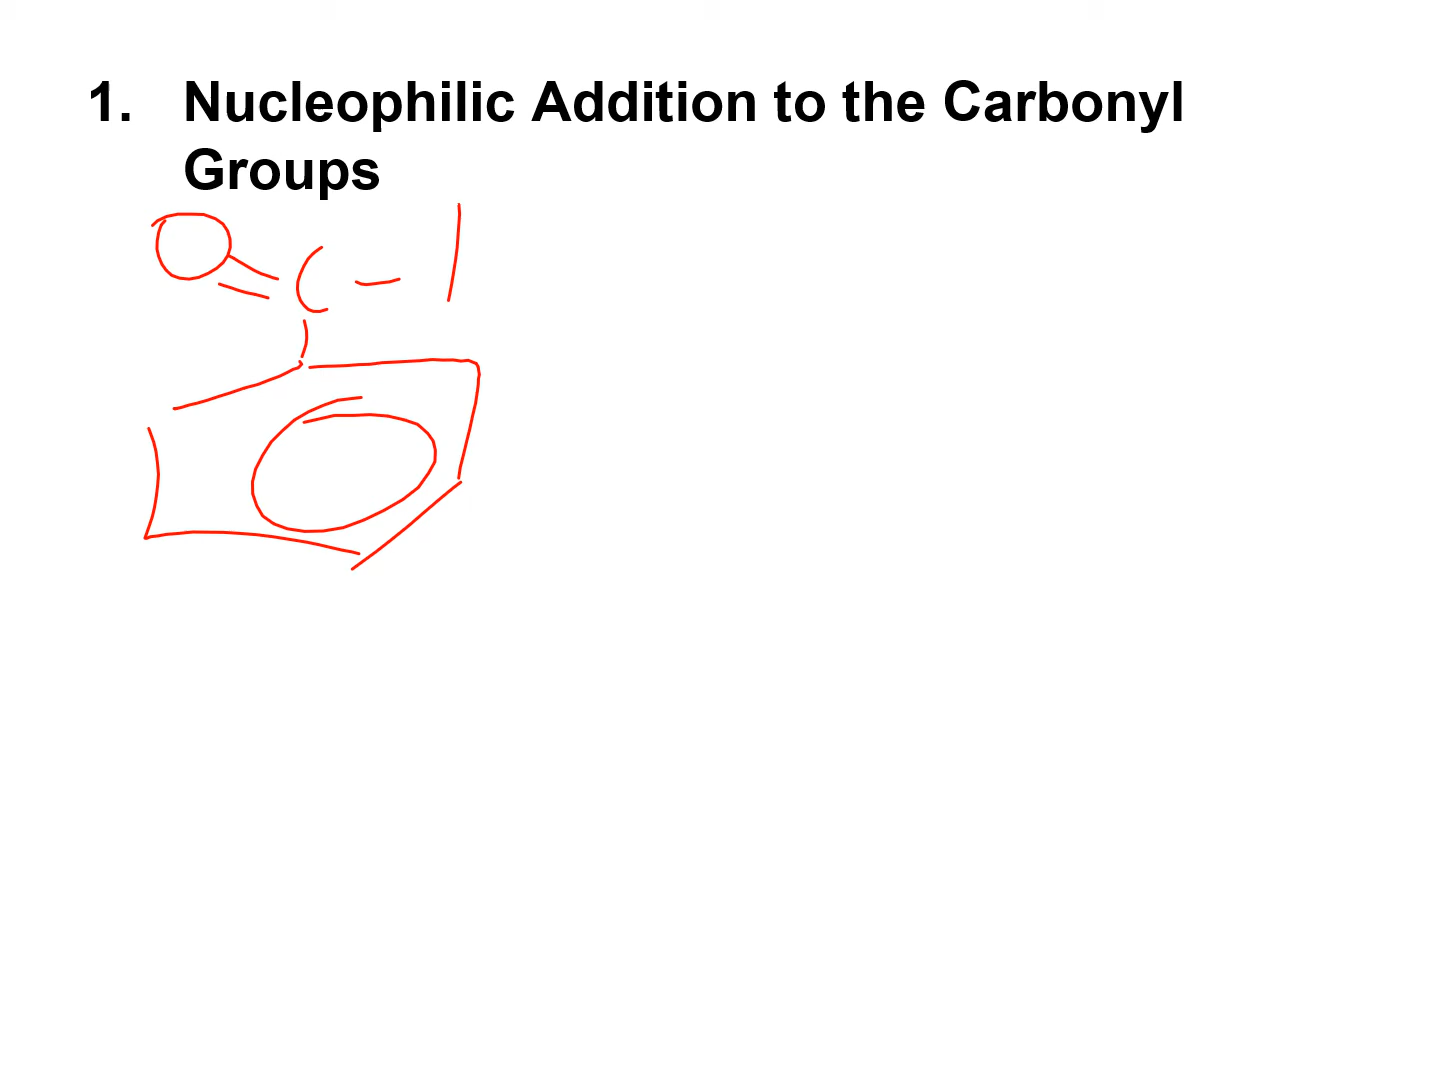 1. Nucleophilic Addition to the Carbonyl
Groups
O=C-